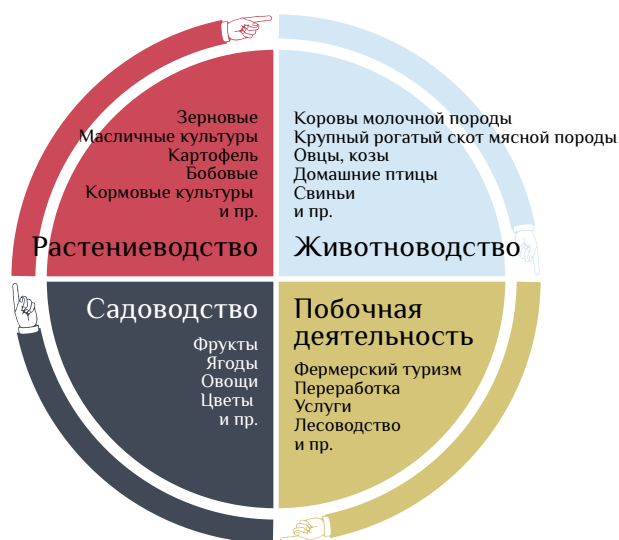 Зерновые
Масличные культуры
Картофель
Бобовые
Кормовые культуры
и пр.
Растениеводство
Коровы молочной породы
Крупный рогатый скот мясной породы
Овцы, козы
Домашние птицы
Свиньи
и пр.
Животноводство
Садоводство
Фрукты
Ягоды
Овощи
Цветы
и пр.
Побочная
деятельность
Фермерский туризм
Переработка
Услуги
Лесоводство
и пр.